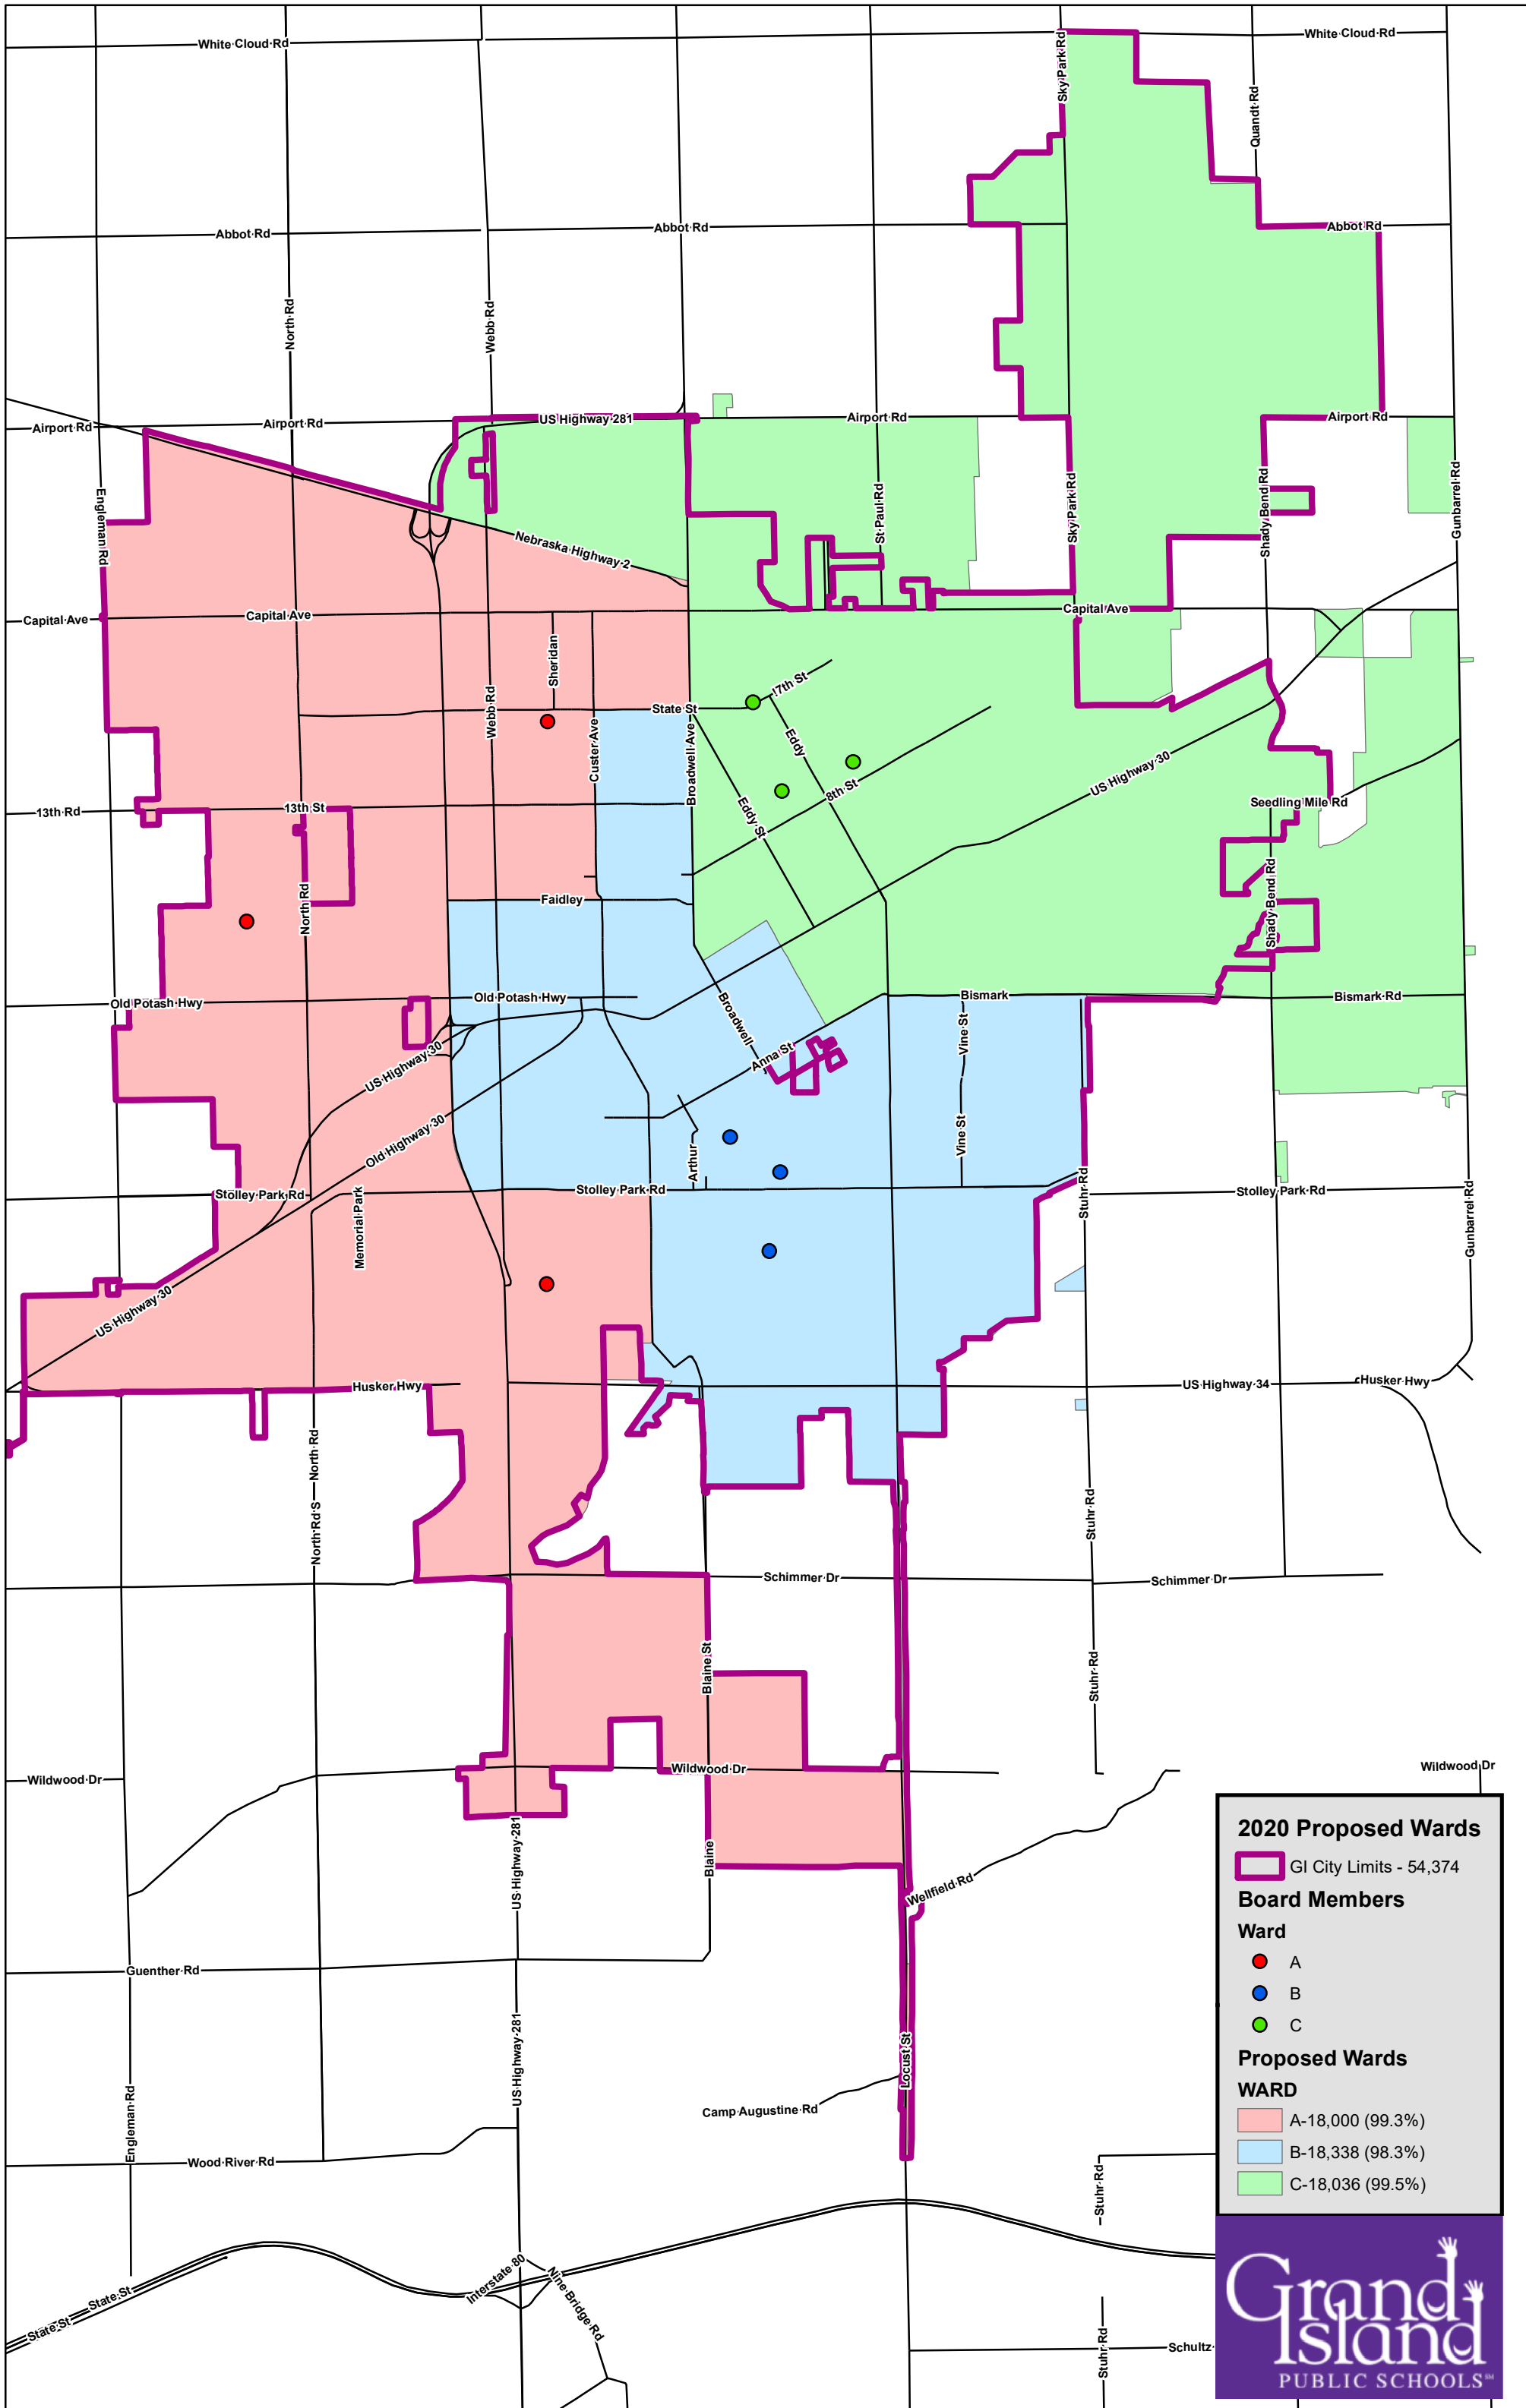 White Cloud Rd
White Cloud Rd
Sky Park Rd
Quandt Rd
Abbot Rd
Abbot Rd
Abbot Rd
North Rd
Webb Rd
Airport Rd
Airport Rd
US Highway 281
Airport Rd
Airport Rd
Engleman Rd
St Paul Rd
Sky Park Rd
Shady Bend Rd
Gunbarrel Rd
Nebraska Highway 2
Capital Ave
Capital Ave
Capital Ave
Sheridan
Webb Rd
!7th St
State St
Custer Ave
Broadwell Ave
Eddy
US Highway 30
8th St
Eddy St
13th Rd
13th St
Seedling Mile Rd
North Rd
Faidley
Shady Bend Rd
Old Potash Hwy
Old Potash Hwy
Bismark
Bismark Rd
Broadwell
Vine St
Anna St
US Highway 30
Old Highway 30
Vine St
Arthur
Stolley Park Rd
Stolley Park Rd
Stolley Park Rd
Memorial Park
Stuhr Rd
Gunbarrel Rd
US Highway 30
Husker Hwy
US Highway 34
Husker Hwy
North Rd
North Rd S
Stuhr Rd
Schimmer Dr
Schimmer Dr
Blaine St
Stuhr Rd
Wildwood Dr
Wildwood Dr
Wildwood Dr
US Highway 281
Blaine
Wellfield Rd
Guenther Rd
US Highway 281
Locust St
Camp Augustine Rd
Engleman Rd
Wood River Rd
Stuhr Rd
Interstate 80
Nine Bridge Rd
State St
State St
Stuhr Rd
Schultz
2020 Proposed Wards
GI City Limits - 54,374
Board Members
Ward
A
B
C
Proposed Wards
WARD
A-18,000 (99.3%)
B-18,338 (98.3%)
C-18,036 (99.5%)
Grand
Island
PUBLIC SCHOOLS℠